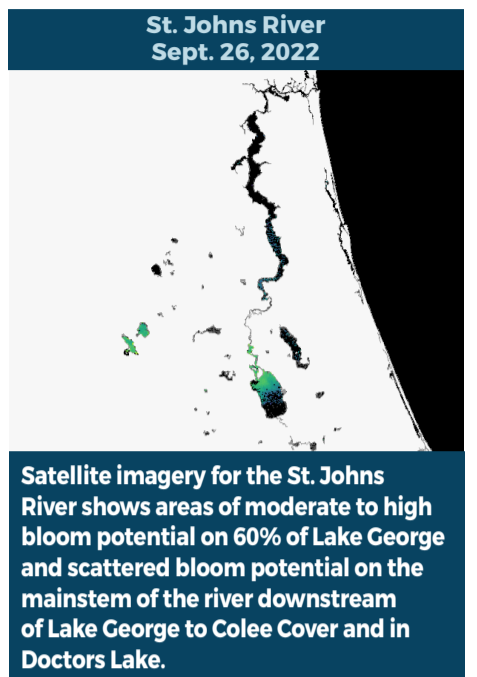 St. Johns River
Sept. 26, 2022
Satellite imagery for the St. Johns
River shows areas of moderate to high
bloom potential on 60% of Lake George
and scattered bloom potential on the
mainstem of the river downstream
of Lake George to Colee Cover and in
Doctors Lake.